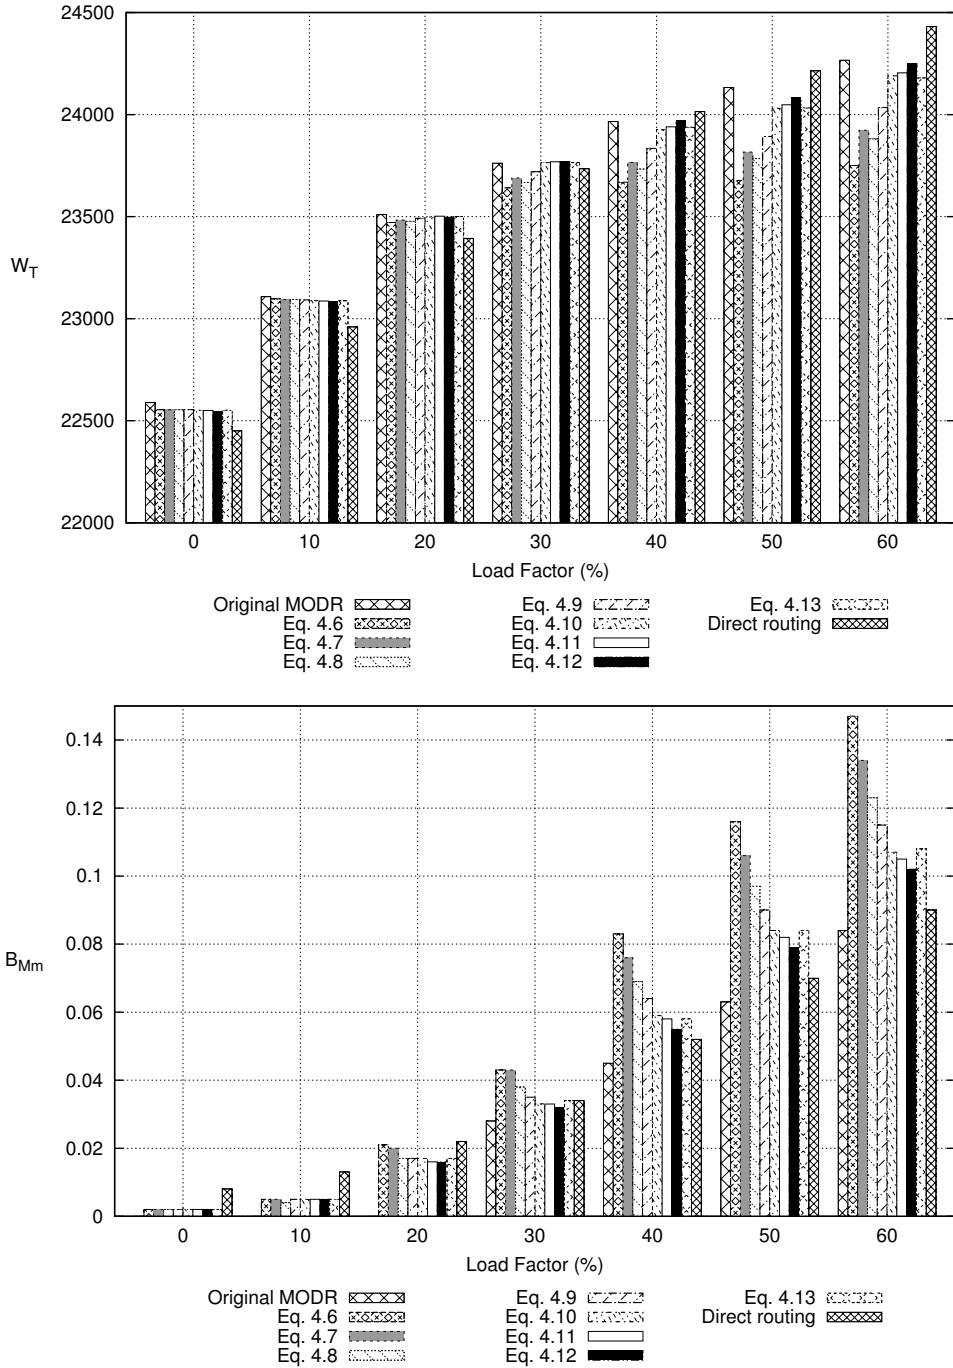 24500
24000
23500
23000
22500
22000
W_T
0 10 20 30 40 50 60
Load Factor (%)
Original MODR Eq. 4.9 Eq. 4.13
Eq. 4.6 Eq. 4.10 Direct routing
Eq. 4.7 Eq. 4.11
Eq. 4.8 Eq. 4.12
0.14
0.12
0.1
0.08
0.06
0.04
0.02
0
B_Mm
0 10 20 30 40 50 60
Load Factor (%)
Original MODR Eq. 4.9 Eq. 4.13
Eq. 4.6 Eq. 4.10 Direct routing
Eq. 4.7 Eq. 4.11
Eq. 4.8 Eq. 4.12